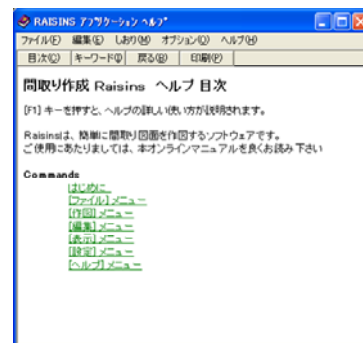 RAISINS アプリケーション ヘルプ
ファイル(F) 編集(E) しおり(M) オプション(O) ヘルプ(H)
目次(C) キーワード(I) 戻る(B) 印刷(P)
間取り作成 Raisins ヘルプ 目次
[F1] キーを押すと、ヘルプの詳しい使い方が説明されます。
Raisinsは、簡単に間取り図面を作図するソフトウェアです。
ご使用にあたりましては、本オンラインマニュアルを良くお読み下さい
Commands
はじめに
[ファイル]メニュー
[作図]メニュー
[編集]メニュー
[表示]メニュー
[設定]メニュー
[ヘルプ]メニュー